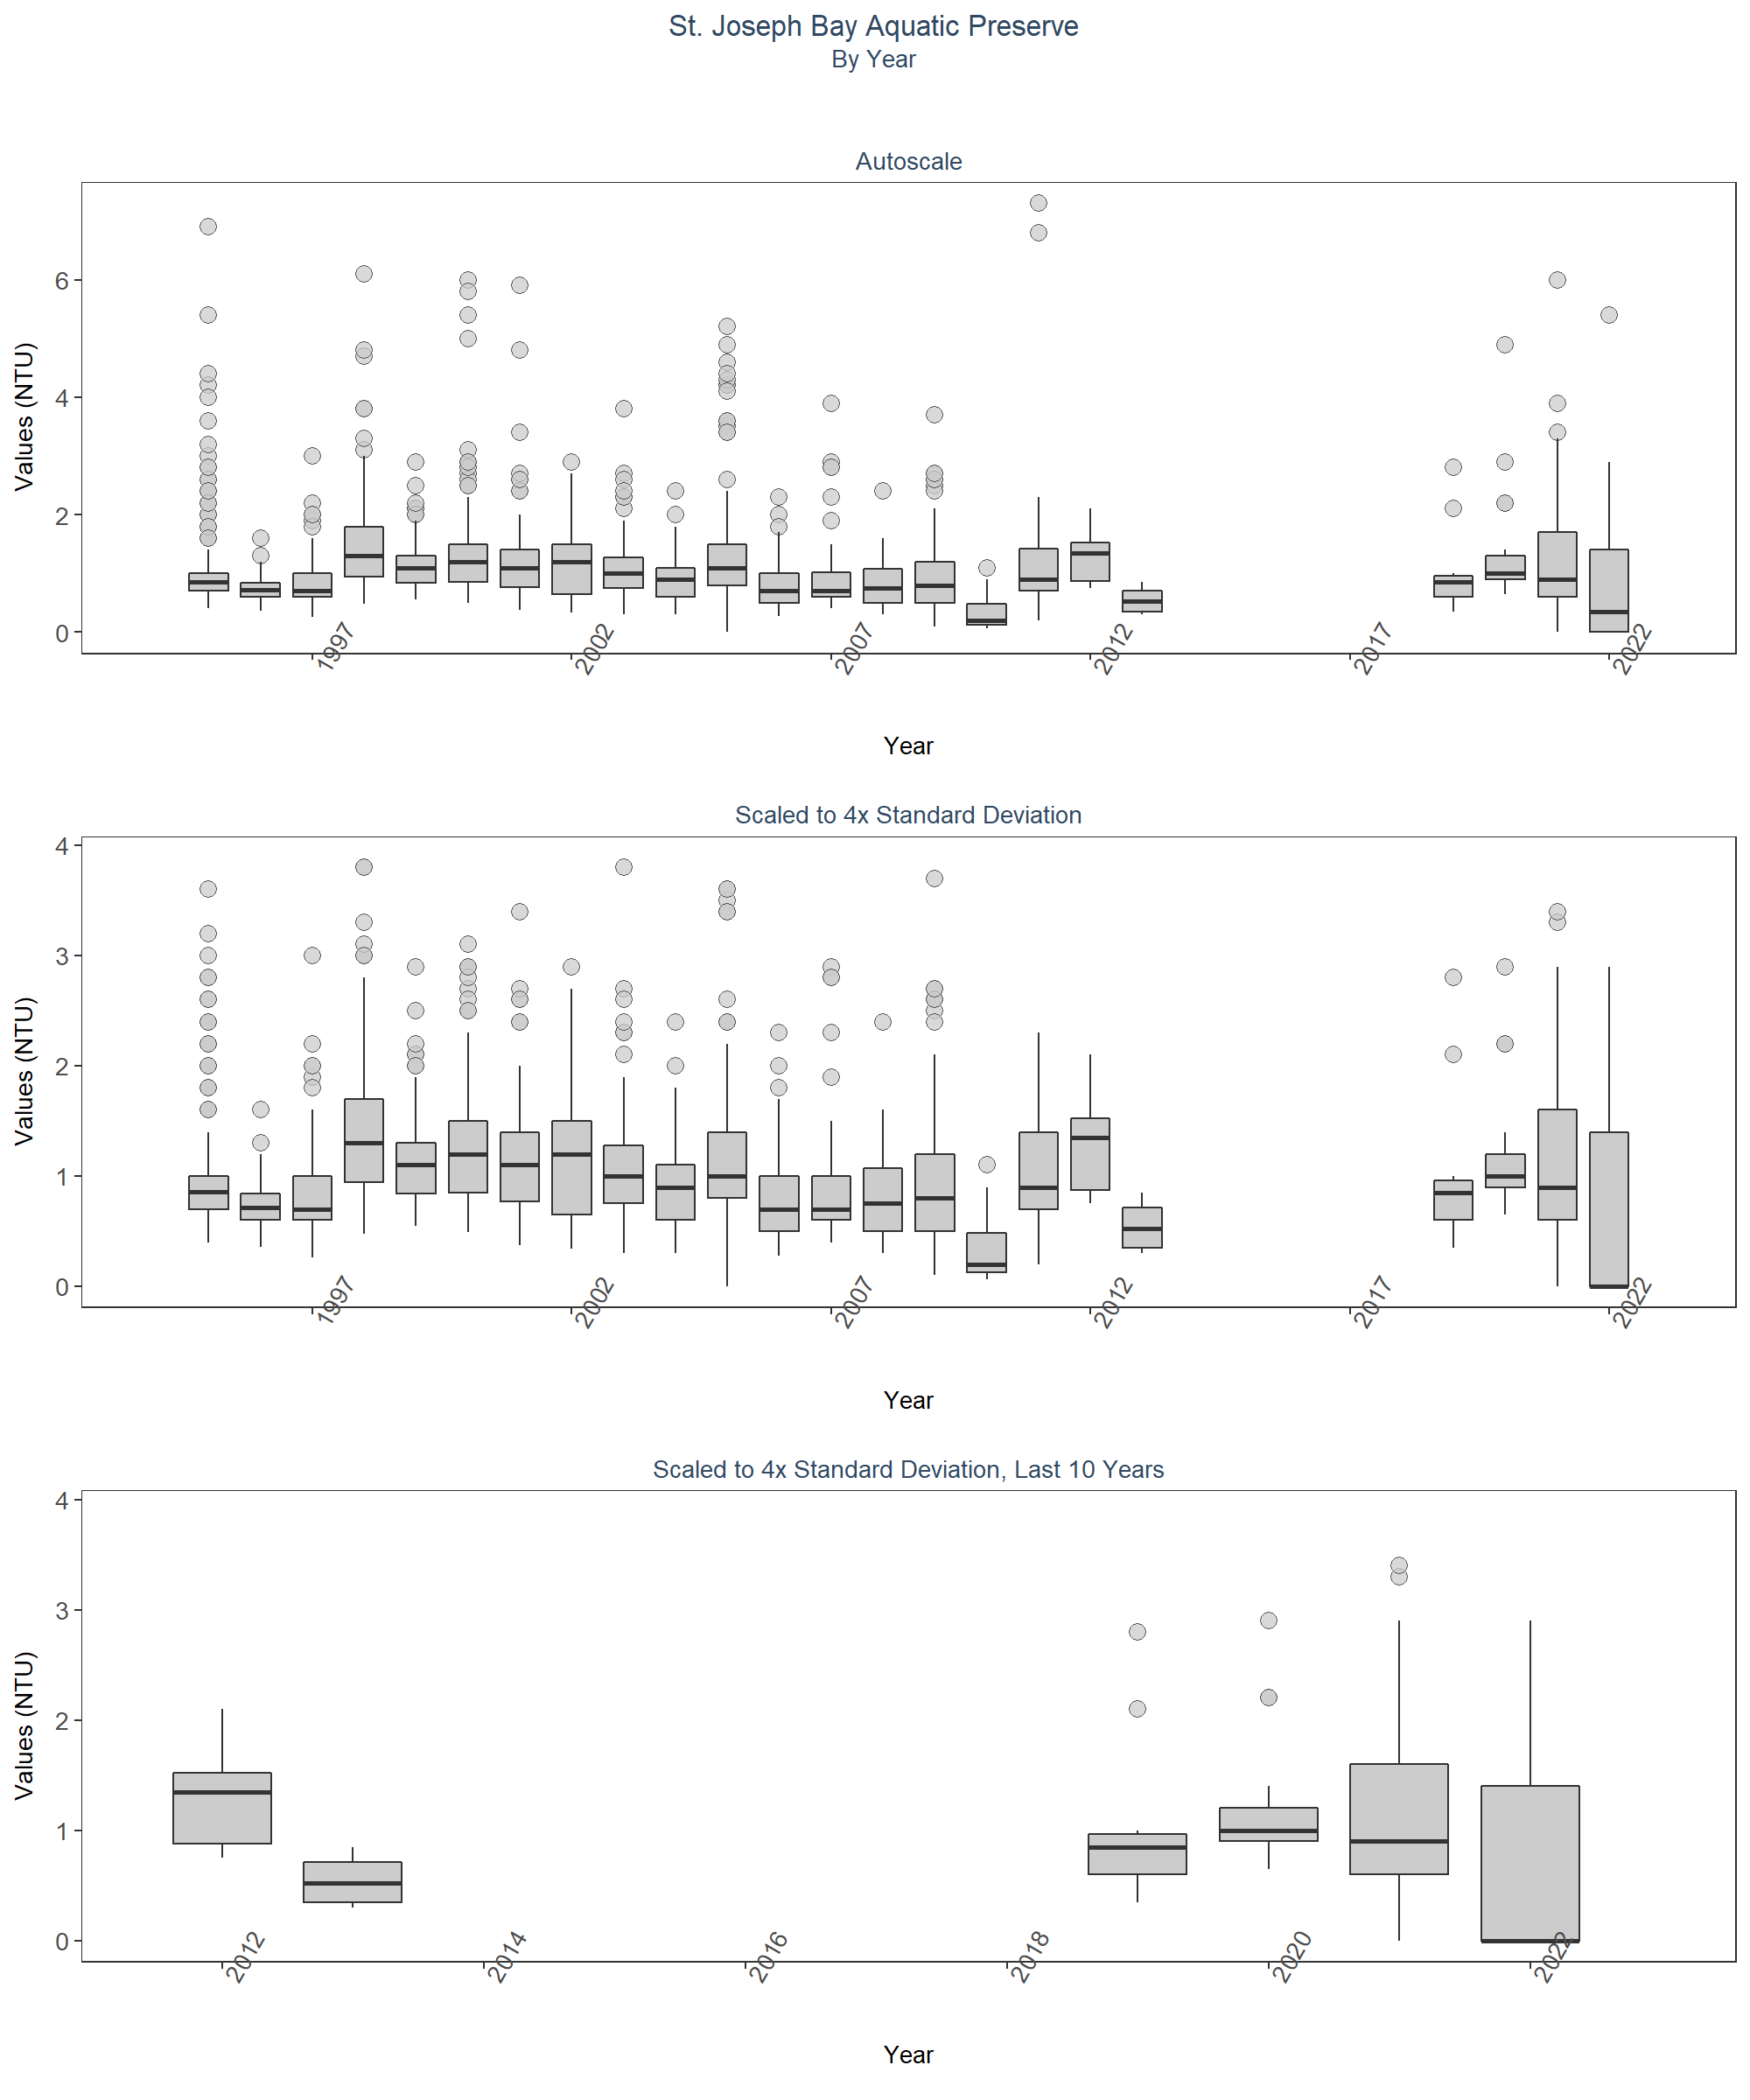 St. Joseph Bay Aquatic Preserve
By Year
Autoscale
Values (NTU)
6
4
2
0
1997 2002 2007 2012 2017 2022
Year
Scaled to 4x Standard Deviation
Values (NTU)
4
3
2
1
0
1997 2002 2007 2012 2017 2022
Year
Scaled to 4x Standard Deviation, Last 10 Years
Values (NTU)
4
3
2
1
0
2012 2014 2016 2018 2020 2022
Year